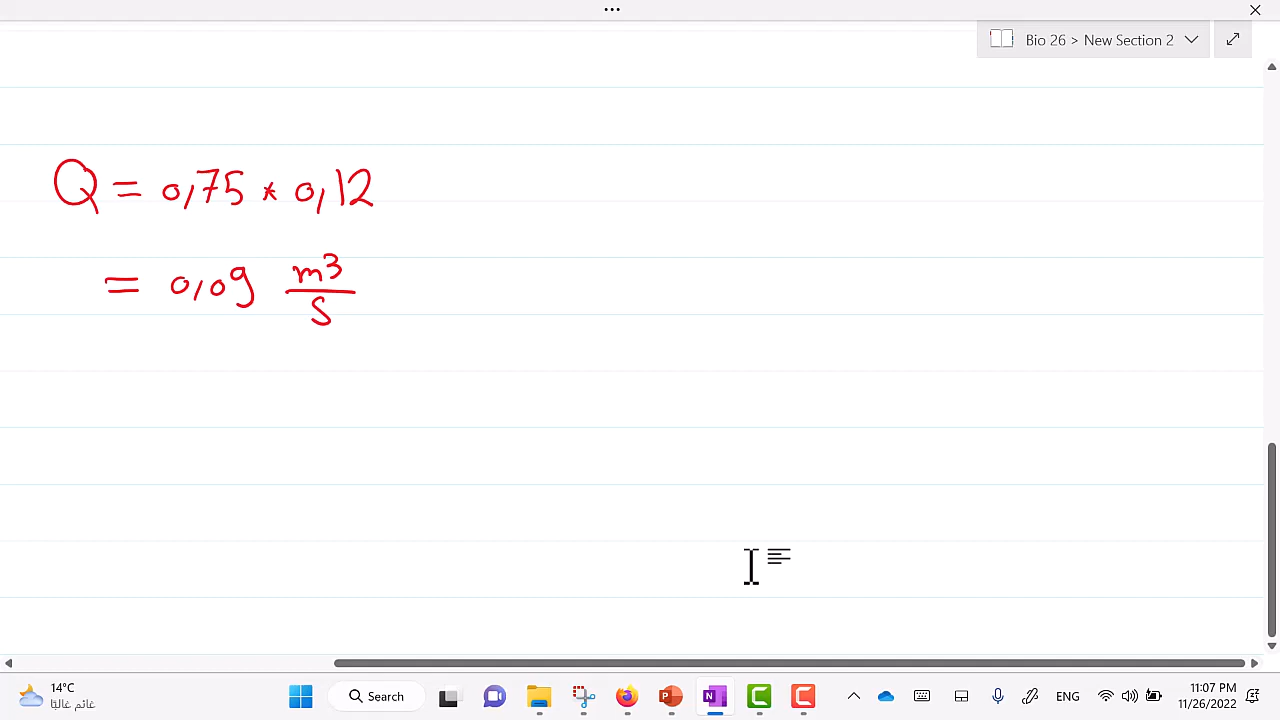 ...
Bio 26 > New Section 2
Q = 0,75 * 0,12
= 0,09 m3/s
14°C
غائم غالبًا
Search
ENG
11:07 PM
11/26/2022